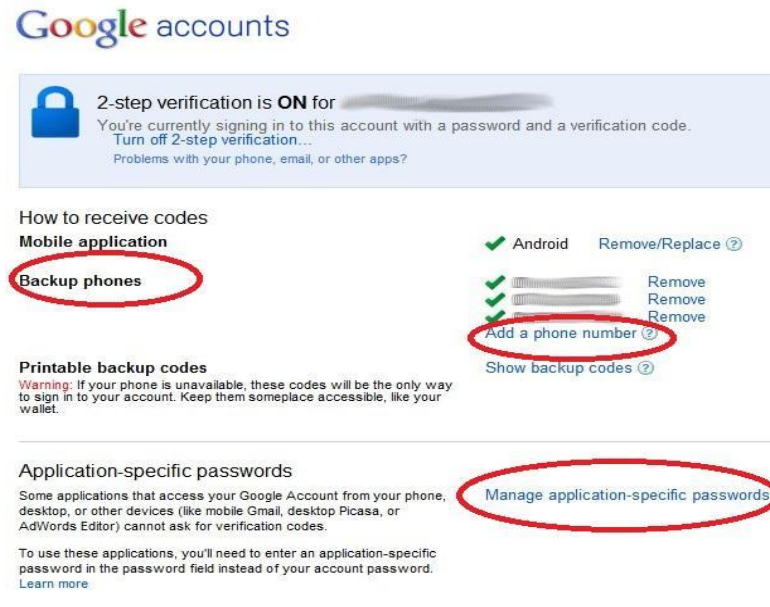 Google accounts
2-step verification is ON for
You're currently signing in to this account with a password and a verification code.
Turn off 2-step verification...
Problems with your phone, email, or other apps?
How to receive codes
Mobile application
Android Remove/Replace ?
Backup phones
Remove
Remove
Remove
Add a phone number ?
Printable backup codes
Show backup codes ?
Warning: If your phone is unavailable, these codes will be the only way
to sign in to your account. Keep them someplace accessible, like your
wallet.
Application-specific passwords
Some applications that access your Google Account from your phone,
desktop, or other devices (like mobile Gmail, desktop Picasa, or
AdWords Editor) cannot ask for verification codes.
Manage application-specific passwords
To use these applications, you'll need to enter an application-specific
password in the password field instead of your account password.
Learn more